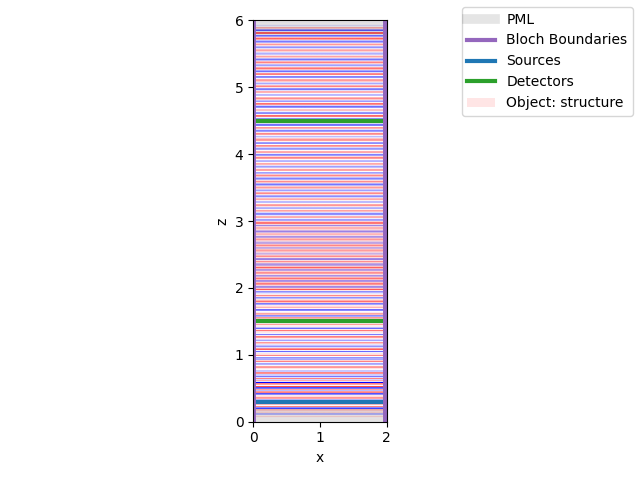 PML
Bloch Boundaries
Sources
Detectors
Object: structure
6
5
4
3
z
2
1
0
0 1 2
x